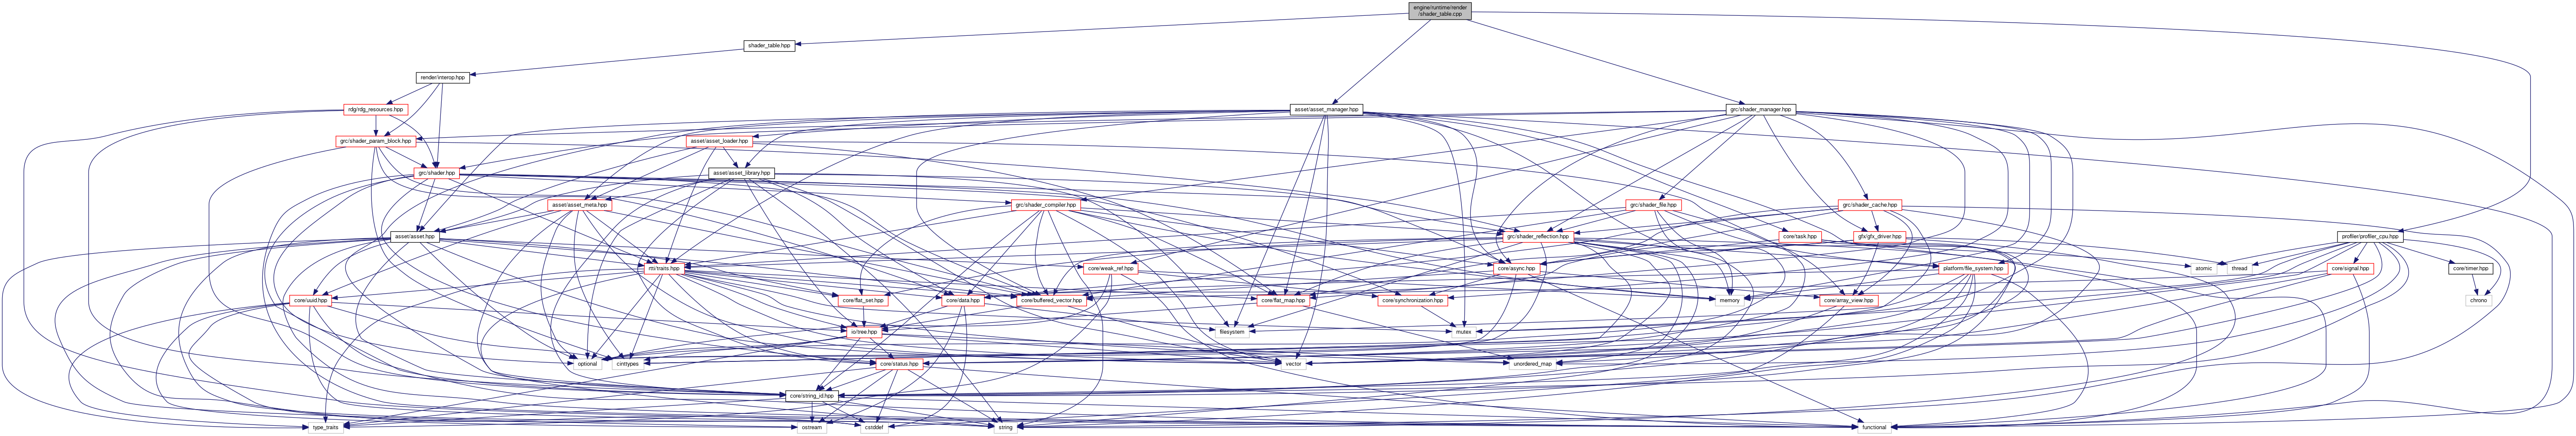 engine/runtime/render
/shader_table.cpp
shader_table.hpp
render/interop.hpp
rdg/rdg_resources.hpp
asset/asset_manager.hpp
grc/shader_manager.hpp
grc/shader_param_block.hpp
asset/asset_loader.hpp
grc/shader.hpp
asset/asset_library.hpp
asset/asset_meta.hpp
grc/shader_compiler.hpp
grc/shader_file.hpp
grc/shader_cache.hpp
asset/asset.hpp
grc/shader_reflection.hpp
core/task.hpp
gfx/gfx_driver.hpp
profiler/profiler_cpu.hpp
rtti/traits.hpp
core/weak_ref.hpp
core/async.hpp
platform/file_system.hpp
atomic
thread
core/signal.hpp
core/timer.hpp
core/uuid.hpp
core/flat_set.hpp
core/data.hpp
core/buffered_vector.hpp
core/flat_map.hpp
core/synchronization.hpp
memory
core/array_view.hpp
chrono
io/tree.hpp
filesystem
mutex
optional
cinttypes
core/status.hpp
vector
unordered_map
core/string_id.hpp
type_traits
ostream
cstddef
string
functional